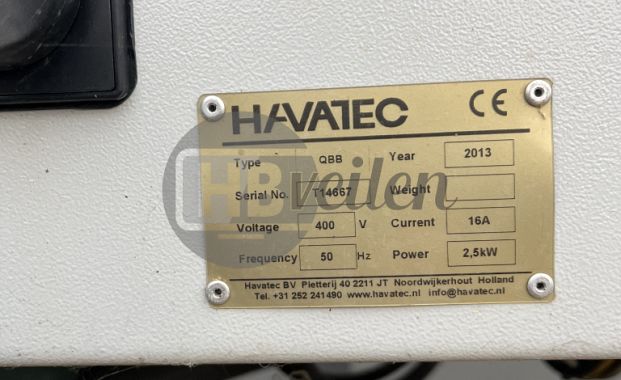 HAVATEC CE
Type QBB Year 2013
Serial No. T14667 Weight
Voltage 400 V Current 16A
Frequency 50 Hz Power 2,5kW
Havatec BV Pletterij 40 2211 JT Noordwijkerhout Holland
Tel. +31 252 241490 www.havatec.nl info@havatec.nl
HB veilen